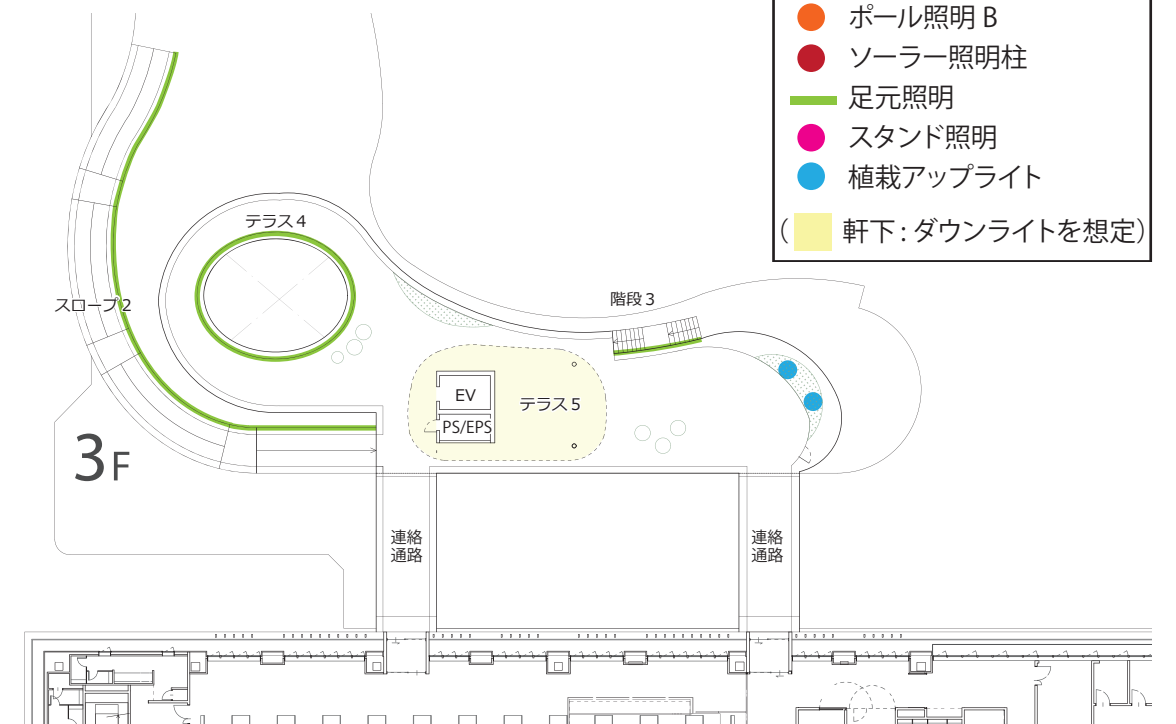 ポール照明 B
ソーラー照明柱
足元照明
スタンド照明
植栽アップライト
( 軒下 : ダウンライトを想定)
テラス4
スロープ2
階段3
EV
テラス5
PS/EPS
3F
連絡
通路
連絡
通路